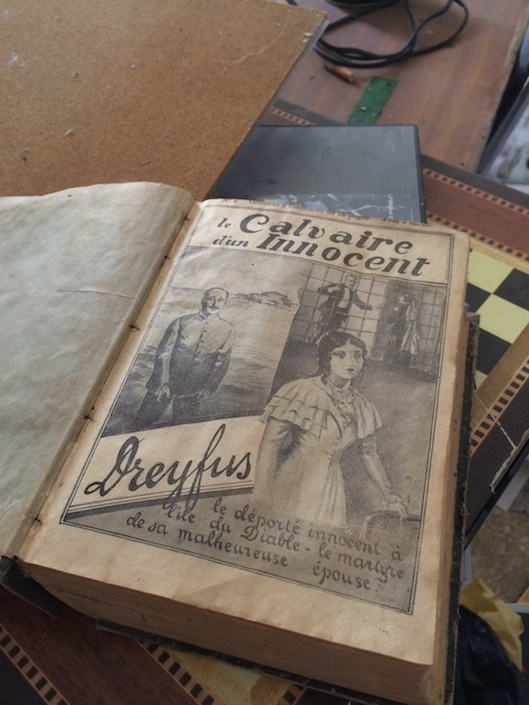 le Calvaire
d'un Innocent
Dreyfus
le déporté innocent à
l'île du Diable - le martyre
de sa malheureuse épouse